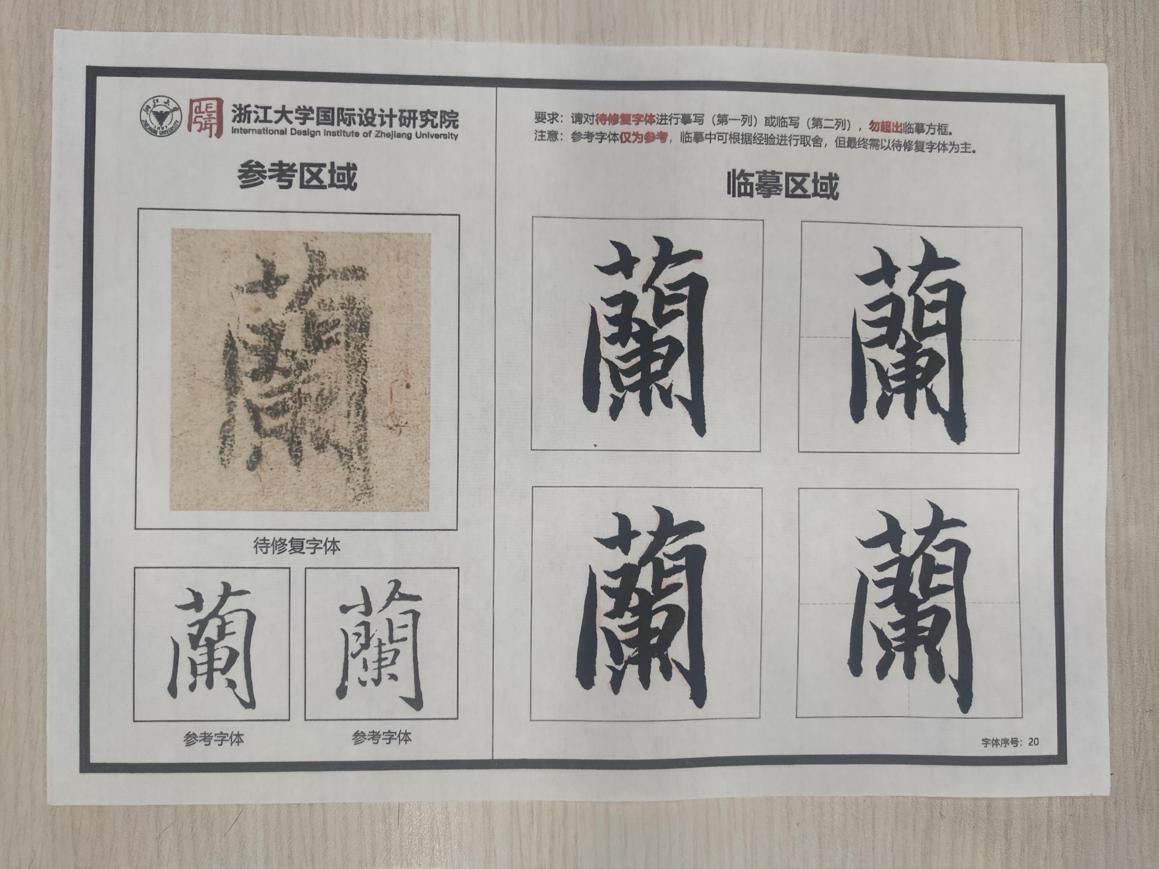 浙江大学国际设计研究院
International Design Institute of Zhejiang University
参考区域
蘭
待修复字体
蘭 蘭
参考字体 参考字体
要求：请对待修复字体进行摹写（第一列）或临写（第二列），勿超出临摹方框。
注意：参考字体仅为参考，临摹中可根据经验进行取舍，但最终需以待修复字体为主。
临摹区域
蘭 蘭
蘭 蘭
字体序号：20